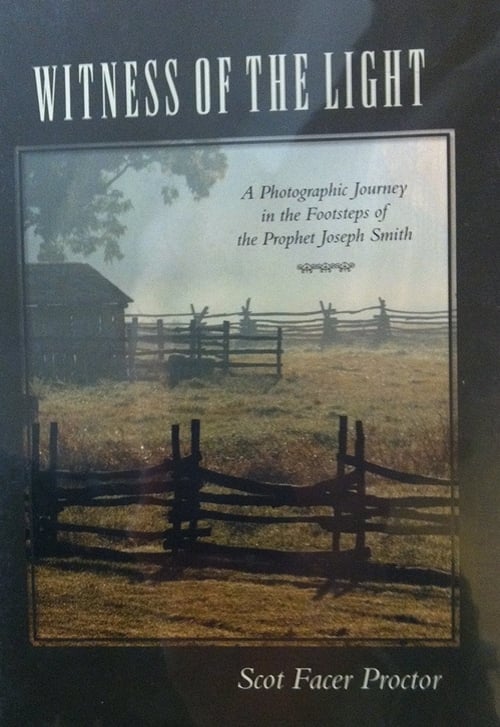 WITNESS OF THE LIGHT
A Photographic Journey
in the Footsteps of
the Prophet Joseph Smith
Scot Facer Proctor